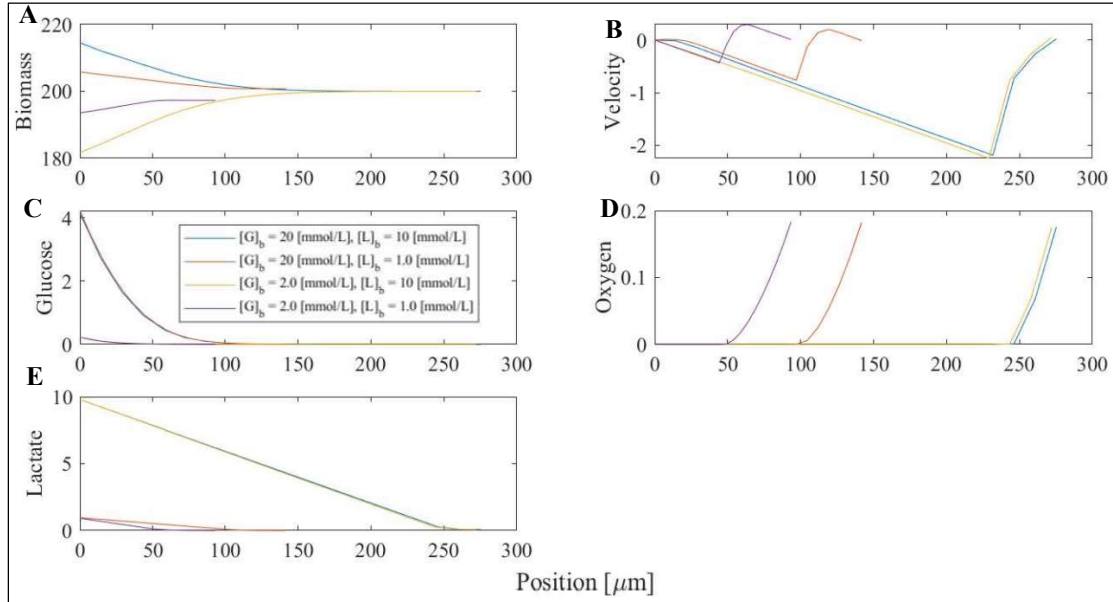 A
B
220
200
180
Biomass
0 50 100 150 200 250 300
0
-1
-2
Velocity
0 50 100 150 200 250 300
C
D
4
2
0
Glucose
[G]b = 20 [mmol/L], [L]b = 10 [mmol/L]
[G]b = 20 [mmol/L], [L]b = 1.0 [mmol/L]
[G]b = 2.0 [mmol/L], [L]b = 10 [mmol/L]
[G]b = 2.0 [mmol/L], [L]b = 1.0 [mmol/L]
0 50 100 150 200 250 300
0.2
0.1
0
Oxygen
0 50 100 150 200 250 300
E
10
5
0
Lactate
0 50 100 150 200 250 300
Position [μm]